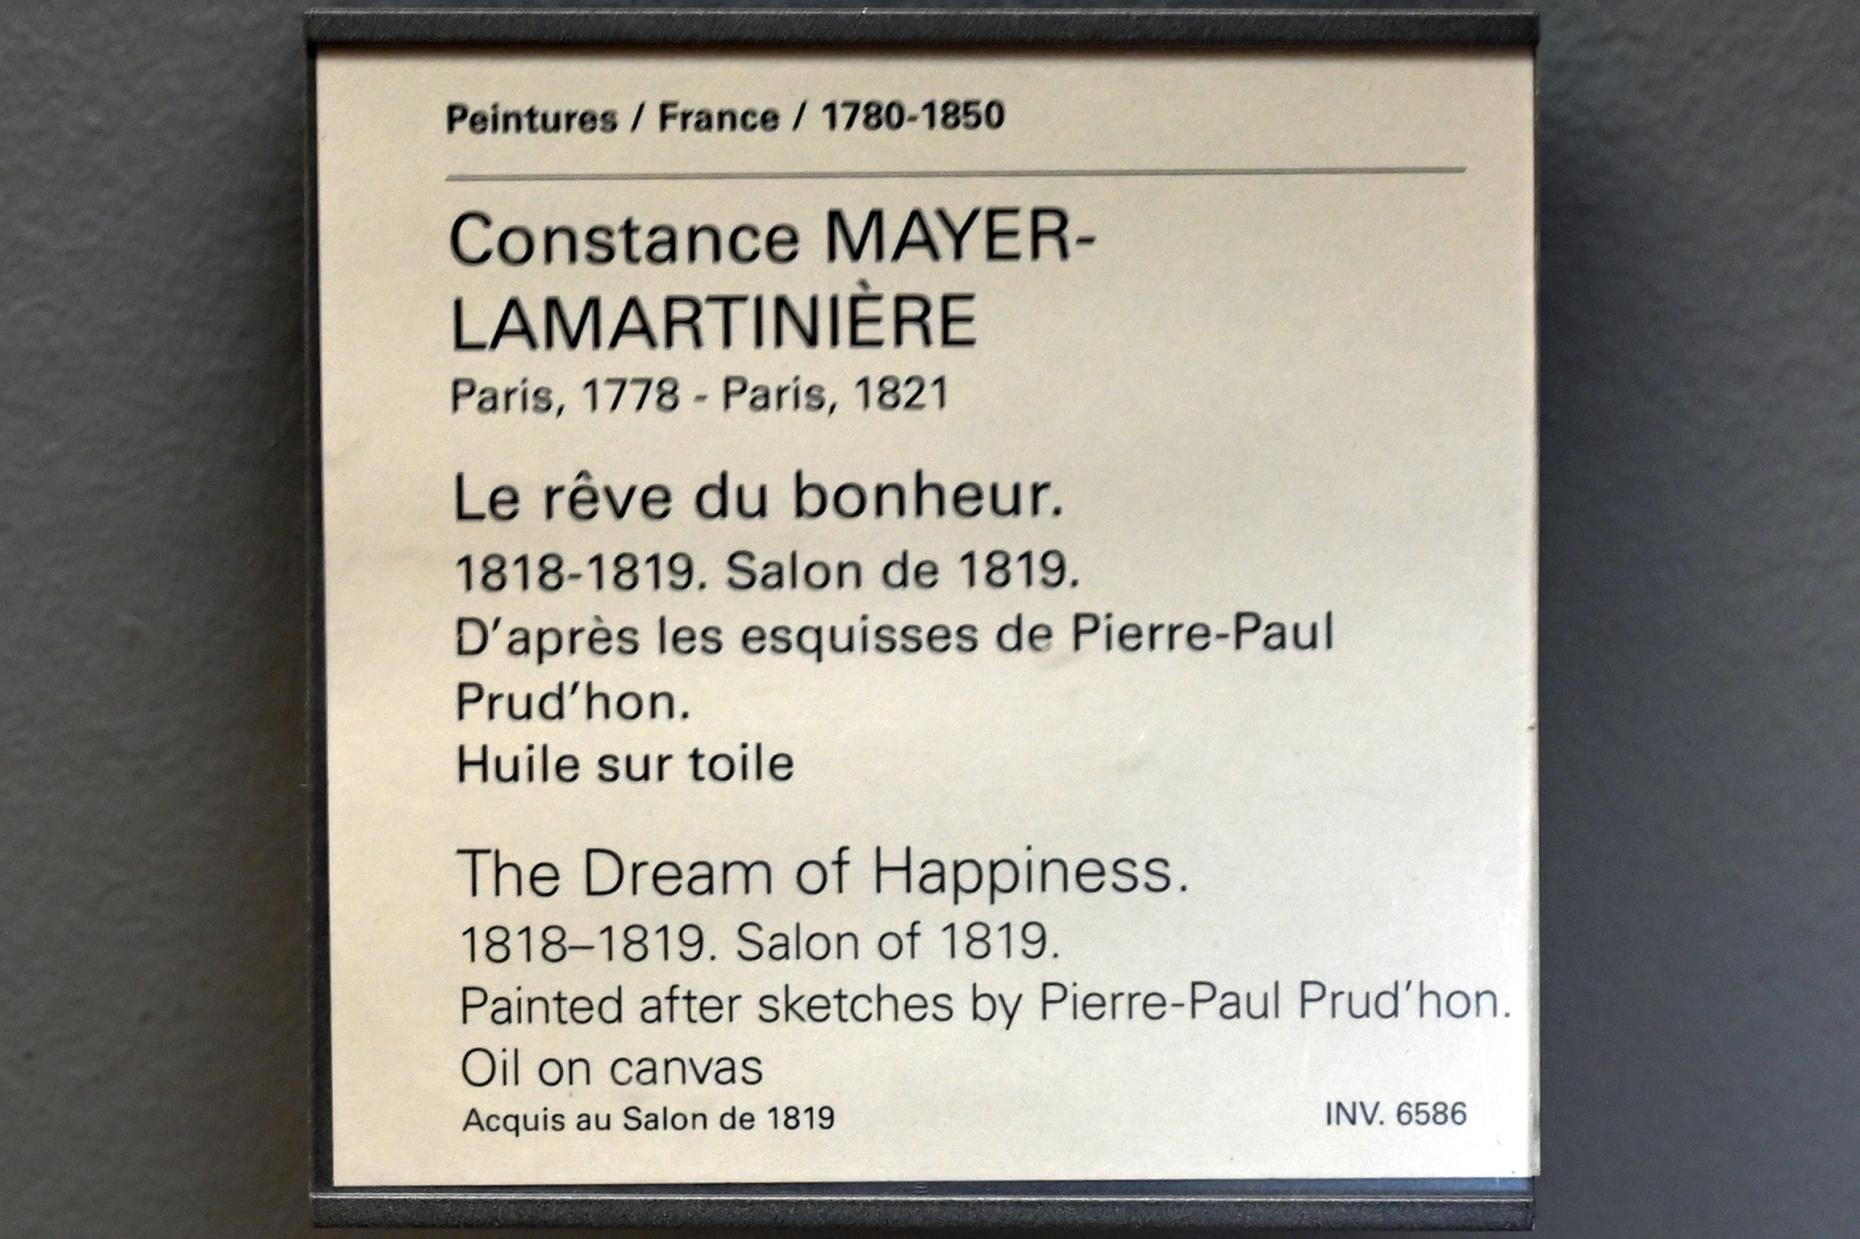 Peintures / France / 1780-1850
Constance MAYER-
LAMARTINIÈRE
Paris, 1778 - Paris, 1821
Le rêve du bonheur.
1818-1819. Salon de 1819.
D'après les esquisses de Pierre-Paul
Prud'hon.
Huile sur toile
The Dream of Happiness.
1818–1819. Salon of 1819.
Painted after sketches by Pierre-Paul Prud'hon.
Oil on canvas
Acquis au Salon de 1819 INV. 6586